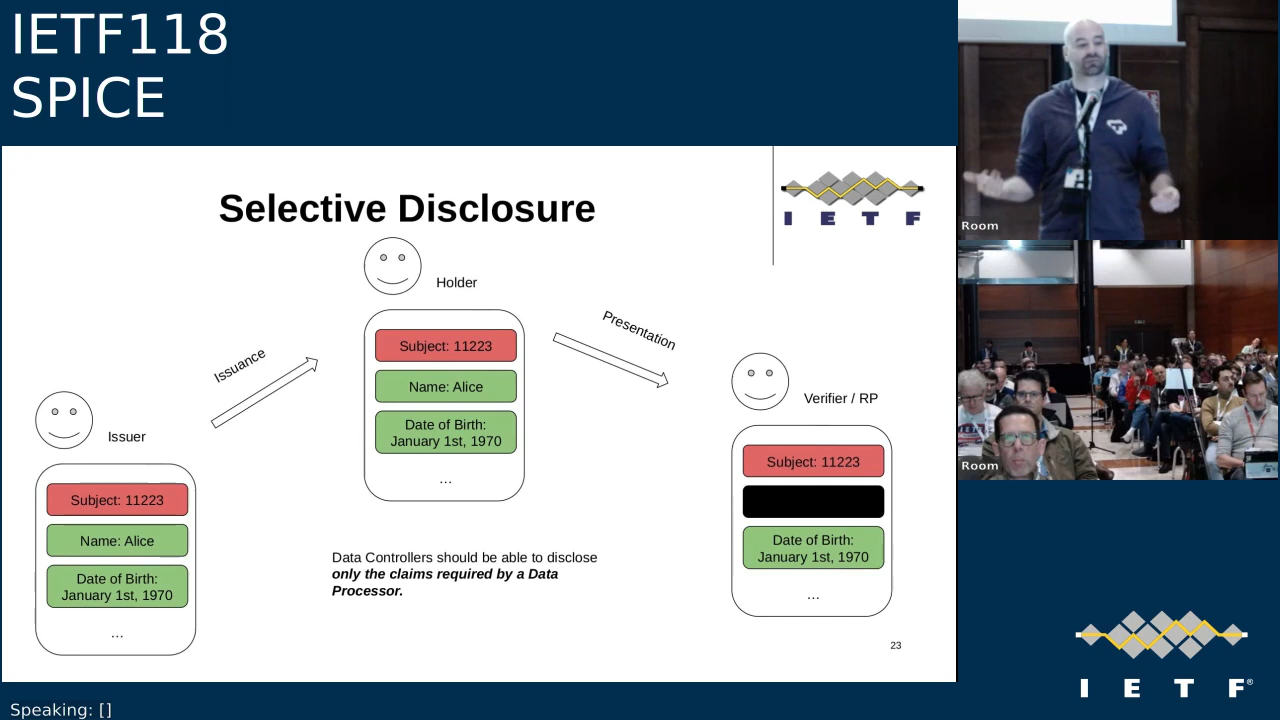 IETF118
SPICE
Selective Disclosure
I E T F
Holder
Subject: 11223
Name: Alice
Date of Birth:
January 1st, 1970
...
Issuance
Presentation
Issuer
Subject: 11223
Name: Alice
Date of Birth:
January 1st, 1970
...
Verifier / RP
Subject: 11223
Date of Birth:
January 1st, 1970
...
Data Controllers should be able to disclose
only the claims required by a Data
Processor.
23
Room
Room
I E T F®
Speaking: []